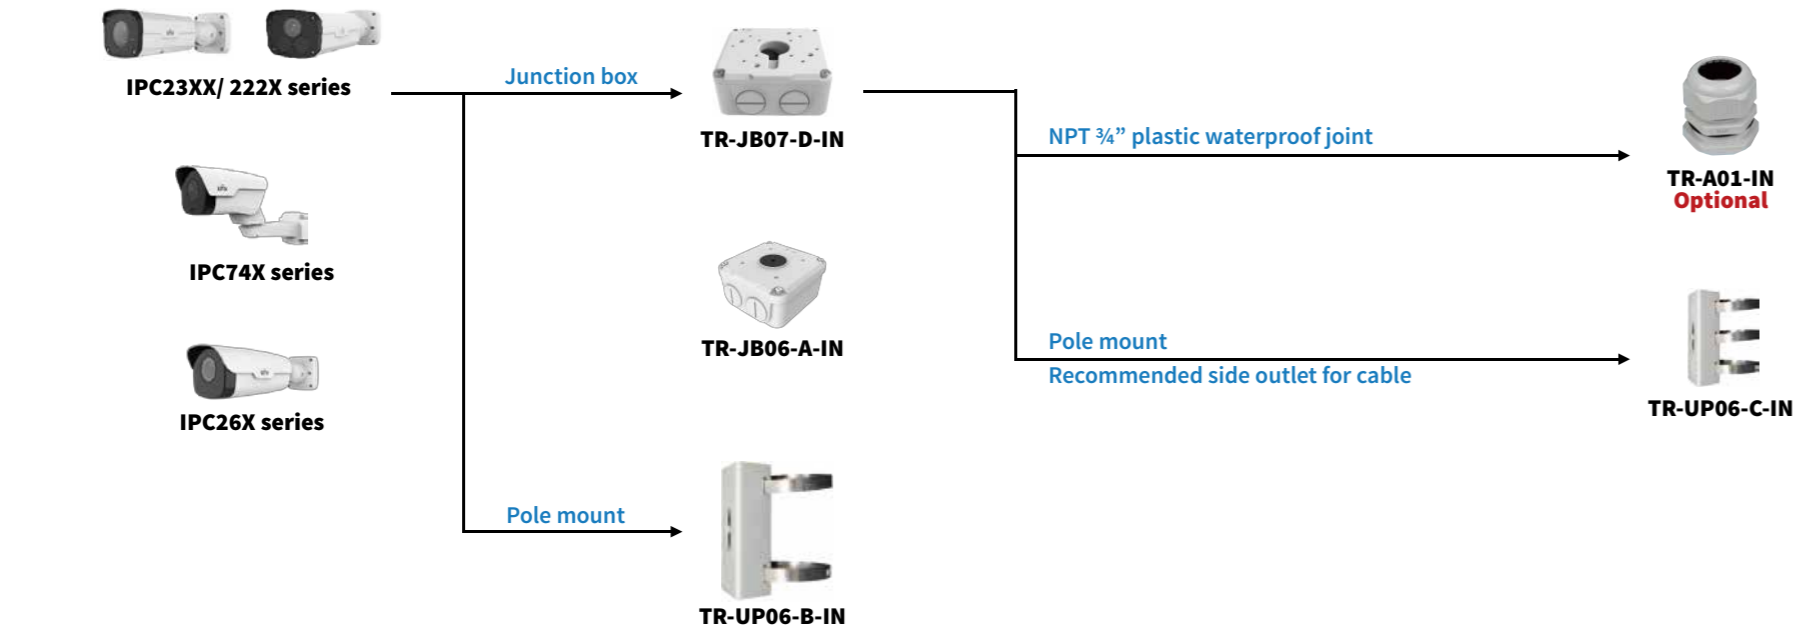 IPC23XX/ 222X series
Junction box
TR-JB07-D-IN
NPT ¾” plastic waterproof joint
TR-A01-IN
Optional
IPC74X series
TR-JB06-A-IN
Pole mount
Recommended side outlet for cable
TR-UP06-C-IN
IPC26X series
Pole mount
TR-UP06-B-IN